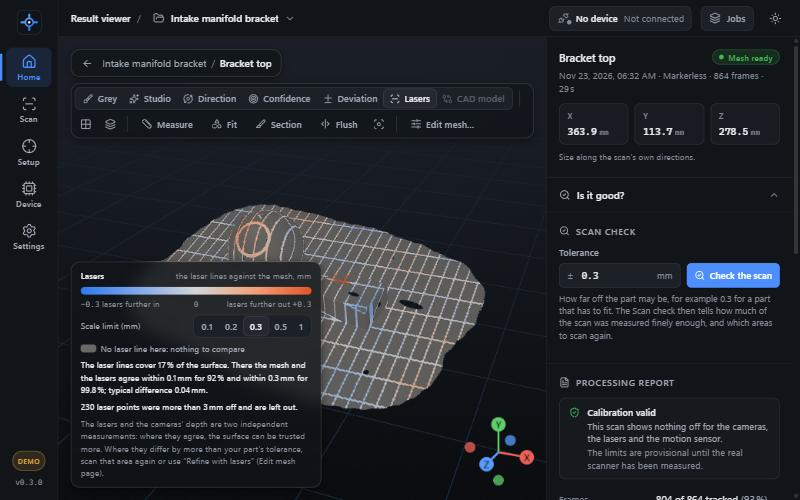 Result viewer / Intake manifold bracket
No device Not connected
Jobs
Home
Scan
Setup
Device
Settings
DEMO
v0.3.0
Intake manifold bracket / Bracket top
Grey Studio Direction Confidence Deviation Lasers CAD model
Measure Fit Section Flush Edit mesh...
Lasers the laser lines against the mesh, mm
−0.3 lasers further in 0 lasers further out +0.3
Scale limit (mm) 0.1 0.2 0.3 0.5 1
No laser line here: nothing to compare
The laser lines cover 17 % of the surface. There the mesh and
the lasers agree within 0.1 mm for 92 % and within 0.3 mm for
99.8 %; typical difference 0.04 mm.
230 laser points were more than 3 mm off and are left out.
The lasers and the cameras' depth are two independent
measurements: where they agree, the surface can be trusted
more. Where they differ by more than your part's tolerance,
scan that area again or use "Refine with lasers" (Edit mesh
page).
Y
X
Z
Bracket top
Mesh ready
Nov 23, 2026, 06:32 AM · Markerless · 864 frames ·
29 s
X
363.9 mm
Y
113.7 mm
Z
278.5 mm
Size along the scan's own directions.
Is it good?
SCAN CHECK
Tolerance
± 0.3 mm
Check the scan
How far off the part may be, for example 0.3 for a part
that has to fit. The Scan check then tells how much of
the scan was measured finely enough, and which areas
to scan again.
PROCESSING REPORT
Calibration valid
This scan shows nothing off for the cameras,
the lasers and the motion sensor.
The limits are provisional until the real
scanner has been measured.
Frames 804 of 864 tracked (93%)